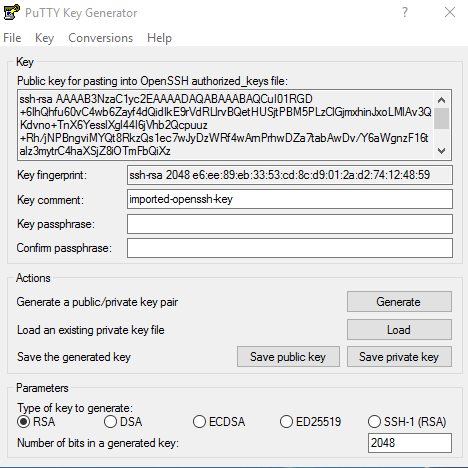 PuTTY Key Generator
?
File Key Conversions Help
Key
Public key for pasting into OpenSSH authorized_keys file:
ssh-rsa AAAAB3NzaC1yc2EAAAADAQABAAABAQCul01RGD
+6IhQhfu60vC4wb6Zayf4dQidIkE9rVdRLlrvBQetHUSjtPBM5PLzClGjmxhinJxoLMIAv3Q
Kdvno+TnX6YesslXgl44I6jVhb2Qcpuuz
+Rh/jNPBngviMYQt8RkzQs1ec7wJyDzWRf4wAmPrhwDZa7tabAwDv/Y6aWgnzF16t
alz3mytrC4haXSjZ8iOTmFbQiXz
Key fingerprint: ssh-rsa 2048 e6:ee:89:eb:33:53:cd:8c:d9:01:2a:d2:74:12:48:59
Key comment: imported-openssh-key
Key passphrase:
Confirm passphrase:
Actions
Generate a public/private key pair Generate
Load an existing private key file Load
Save the generated key Save public key Save private key
Parameters
Type of key to generate:
RSA DSA ECDSA ED25519 SSH-1 (RSA)
Number of bits in a generated key: 2048